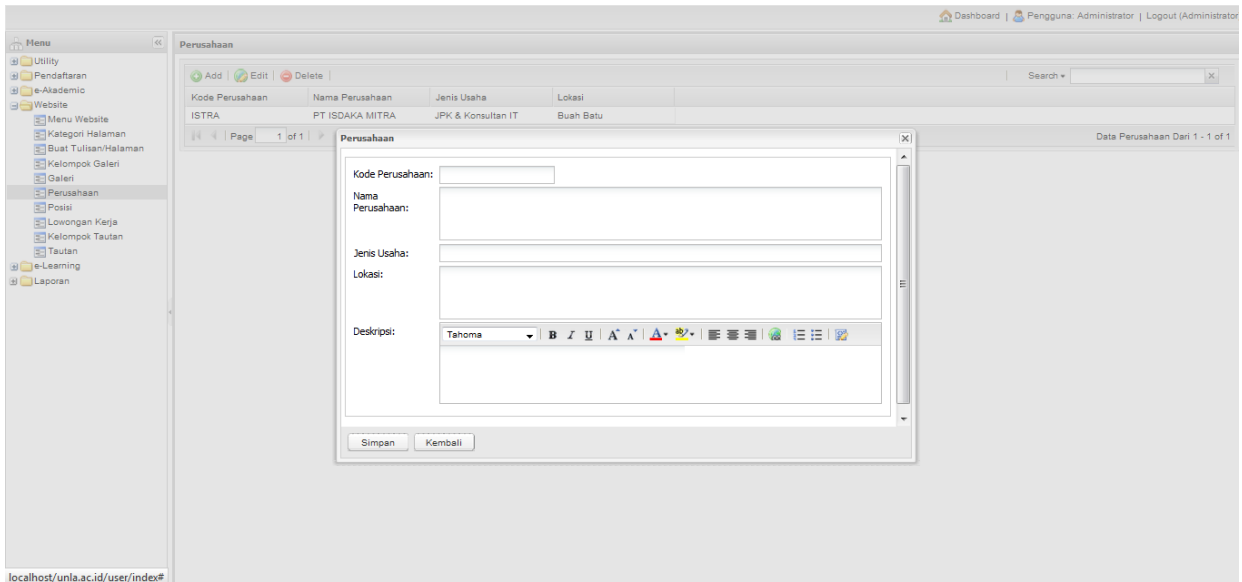 Dashboard | Pengguna: Administrator | Logout (Administrator
Menu
Utility
Pendaftaran
e-Akademic
Website
Menu Website
Kategori Halaman
Buat Tulisan/Halaman
Kelompok Galeri
Galeri
Perusahaan
Posisi
Lowongan Kerja
Kelompok Tautan
Tautan
e-Learning
Laporan
Perusahaan
Add | Edit | Delete | Search
Kode Perusahaan Nama Perusahaan Jenis Usaha Lokasi
ISTRA PT ISDAKA MITRA JPK & Konsultan IT Buah Batu
Page 1 of 1 Data Perusahaan Dari 1 - 1 of 1
Perusahaan
Kode Perusahaan:
Nama
Perusahaan:
Jenis Usaha:
Lokasi:
Deskripsi:
Tahoma B I U A A A ab
Simpan Kembali
localhost/unla.ac.id/user/index#